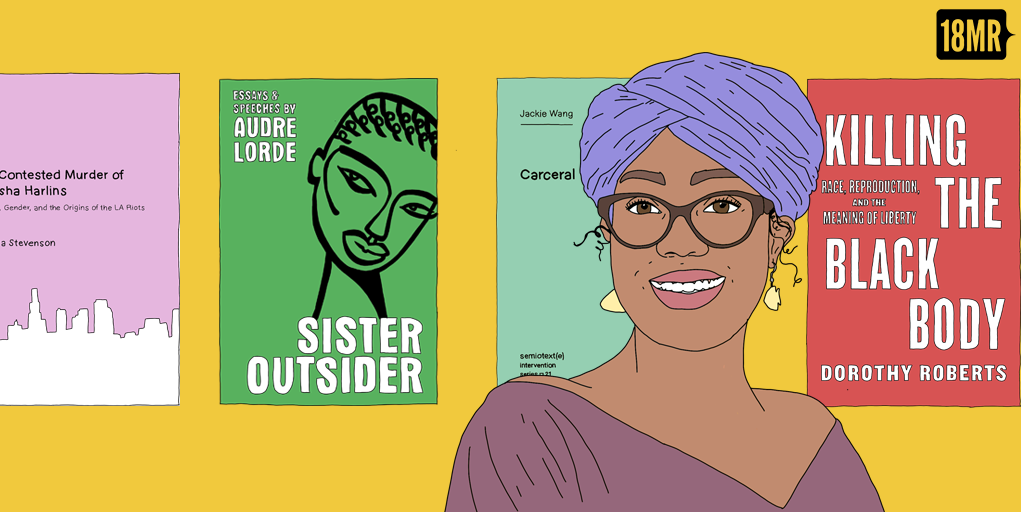 18MR
Contested Murder of
sha Harlins
, Gender, and the Origins of the LA Riots
a Stevenson
ESSAYS &
SPEECHES BY
AUDRE
LORDE
SISTER
OUTSIDER
Jackie Wang
Carceral
semiotext(e)
intervention
series
21
KILLING
RACE, REPRODUCTION,
AND THE
MEANING OF LIBERTY
THE
BLACK
BODY
DOROTHY ROBERTS